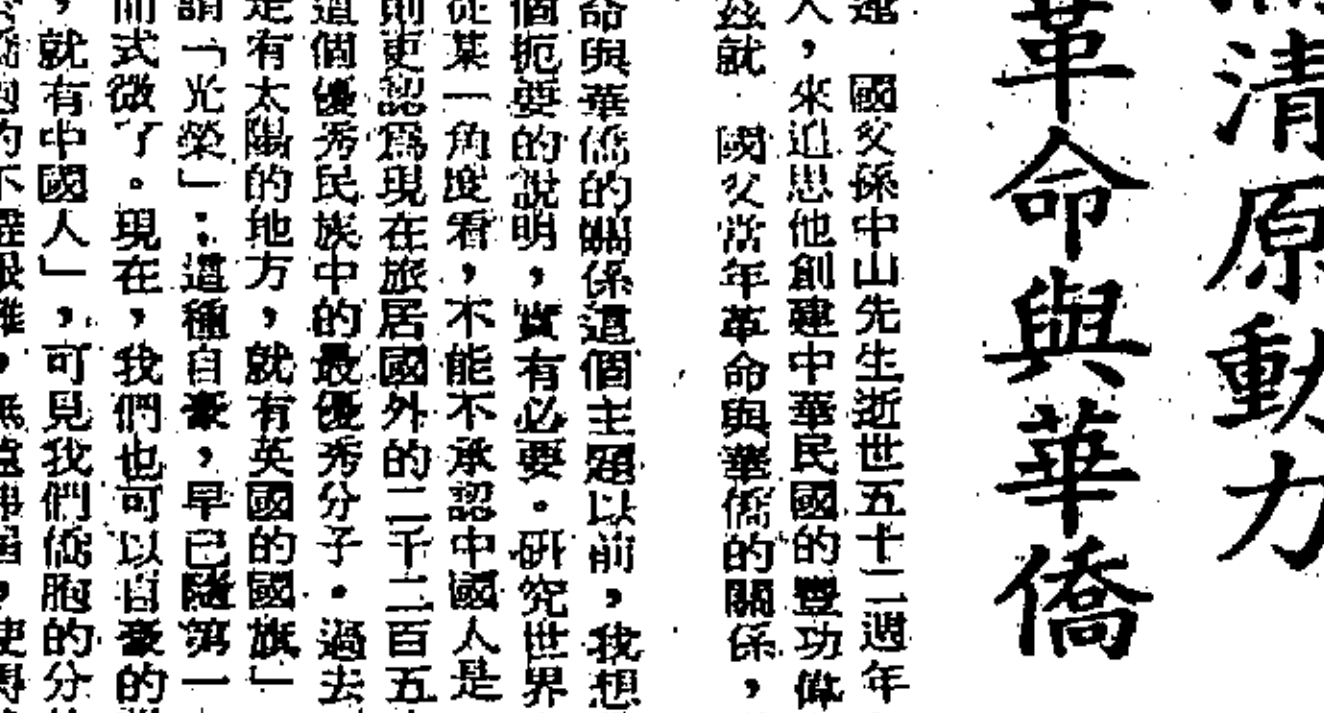 清原動力
革命與華僑
國父孫中山先生逝世五十二週年
人,來追思他創建中華民國的豐功偉
茲就 國父當年革命與華僑的關係,
命與華僑的關係這個主題以前,我想
個扼要的說明,實有必要。研究世界
從某一角度看,不能不承認中國人是
則更認爲現在旅居國外的二千二百五
這個優秀民族中的最優秀分子。過去
是有太陽的地方,就有英國的國旗」
謂「光榮」;這種自豪,早已隨第一
而式微了。現在,我們也可以自豪的
,就有中國人」,可見我們僑胞的分